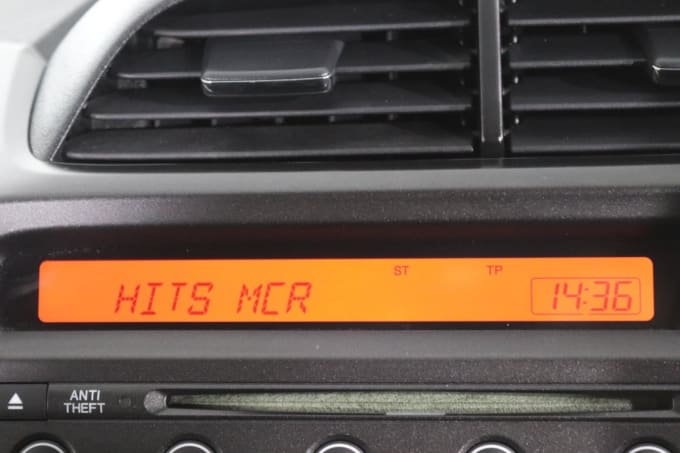 ST TP
HITS MCR 14:36
ANTI
THEFT